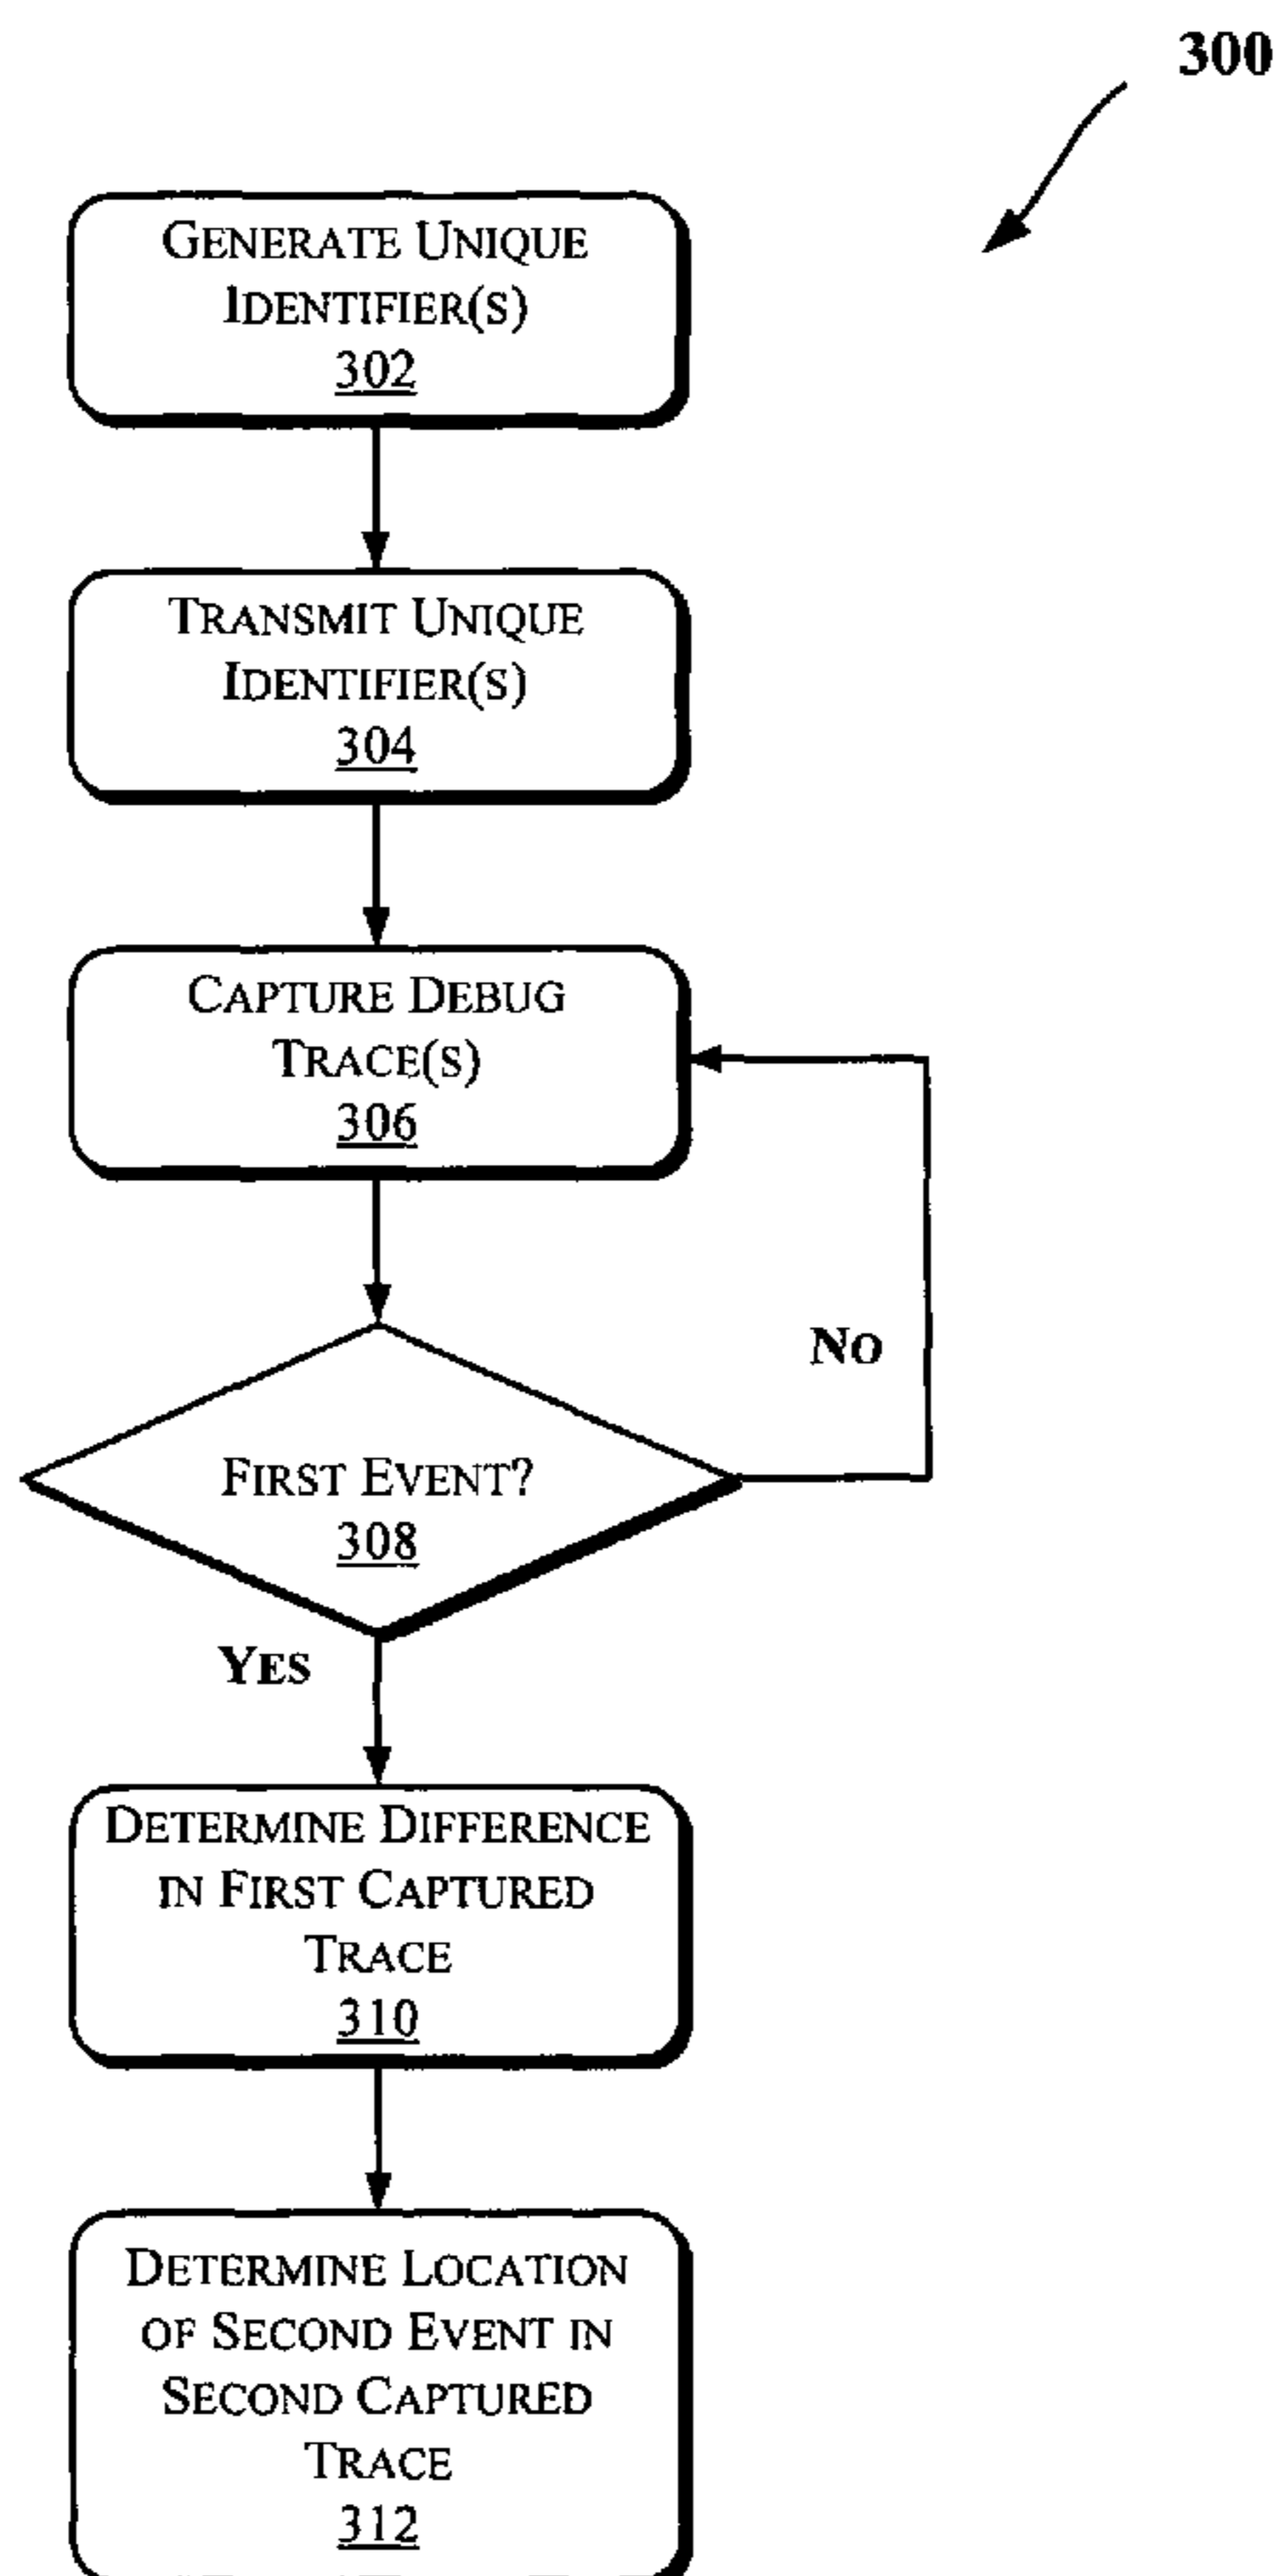 300
GENERATE UNIQUE
IDENTIFIER(S)
302
TRANSMIT UNIQUE
IDENTIFIER(S)
304
CAPTURE DEBUG
TRACE(S)
306
NO
FIRST EVENT?
308
YES
DETERMINE DIFFERENCE
IN FIRST CAPTURED
TRACE
310
DETERMINE LOCATION
OF SECOND EVENT IN
SECOND CAPTURED
TRACE
312